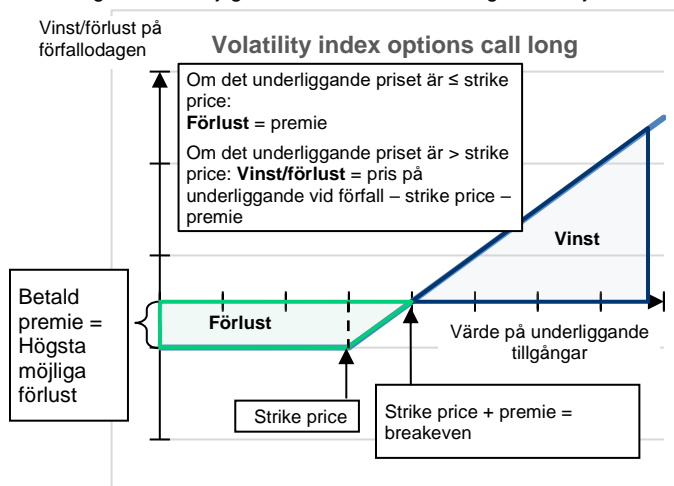 Vinst/förlust på
förfallodagen
Volatility index options call long
Om det underliggande priset är ≤ strike
price:
Förlust = premie
Om det underliggande priset är > strike
price: Vinst/förlust = pris på
underliggande vid förfall – strike price –
premie
Vinst
Betald
premie =
Högsta
möjliga
förlust
Förlust
Värde på underliggande
tillgångar
Strike price
Strike price + premie =
breakeven